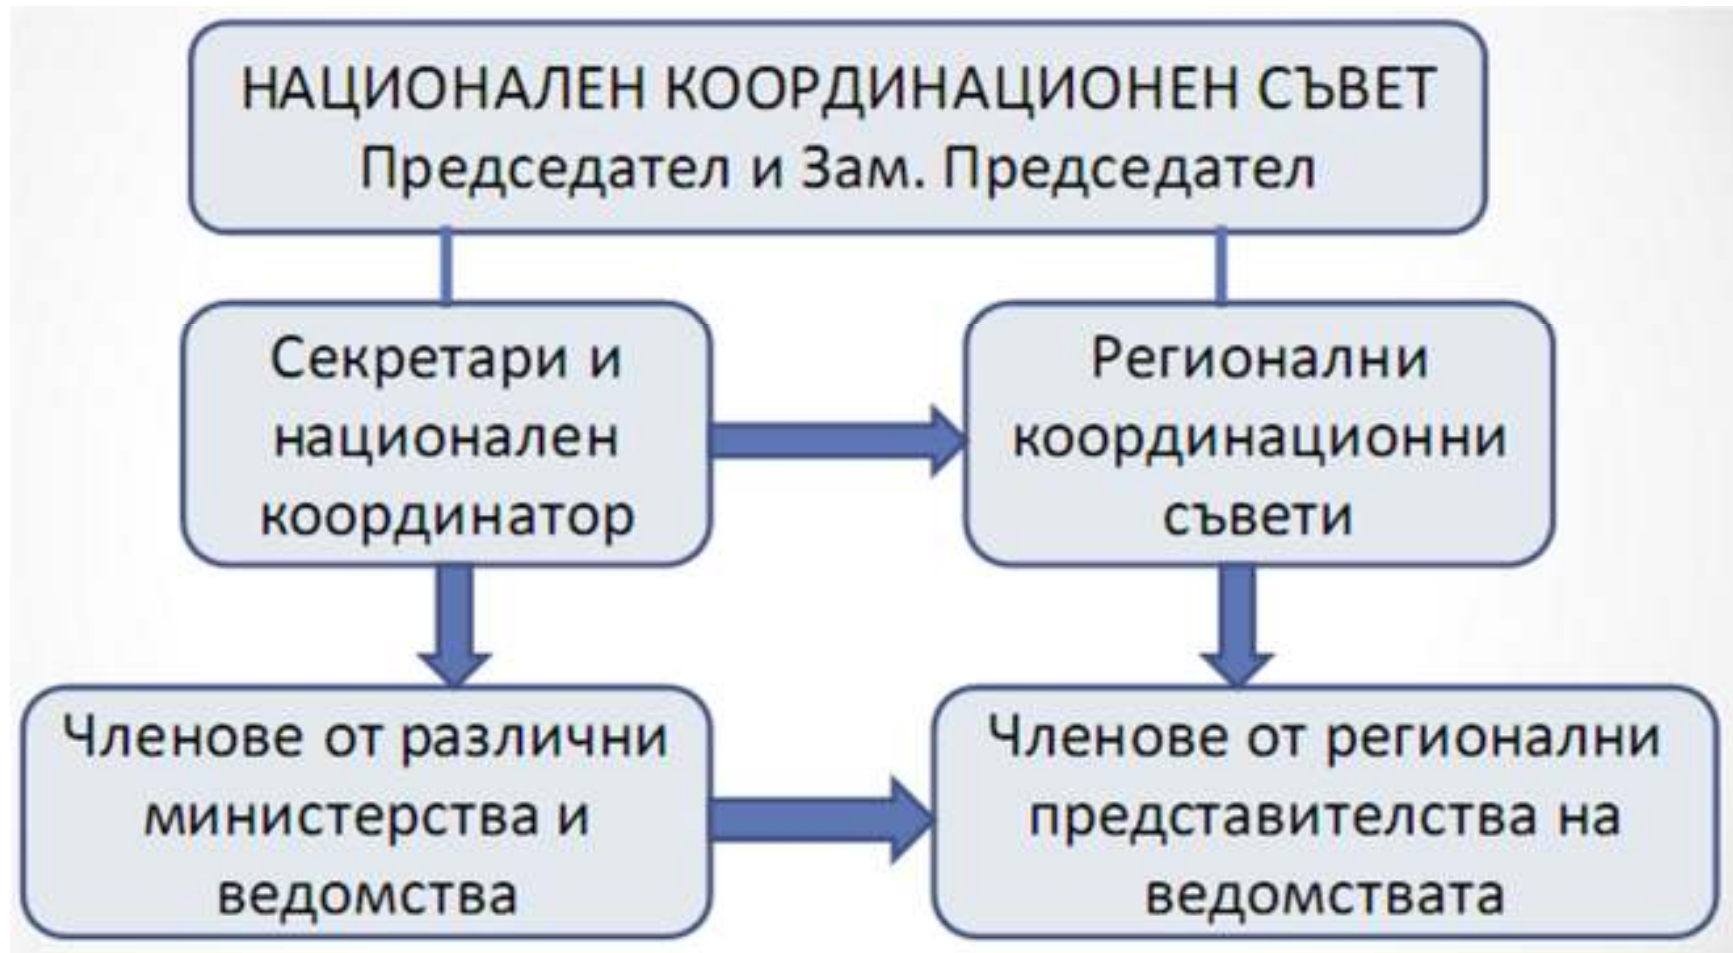 НАЦИОНАЛЕН КООРДИНАЦИОНЕН СЪВЕТ
Председател и Зам. Председател
Секретари и
национален
координатор
Регионални
координационни
съвети
Членове от различни
министерства и
ведомства
Членове от регионални
представителства на
ведомствата